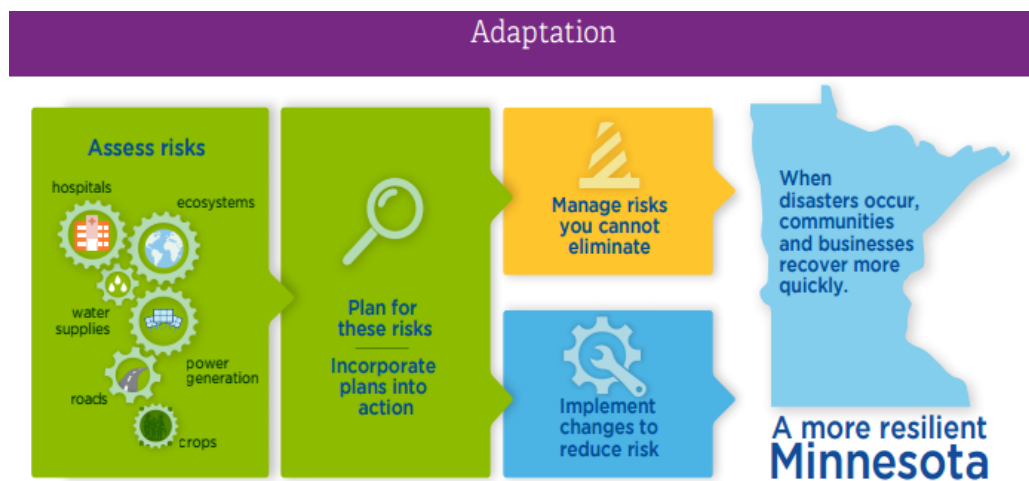 Adaptation
Assess risks
hospitals
ecosystems
water
supplies
power
generation
roads
crops
Plan for
these risks
Incorporate
plans into
action
Manage risks
you cannot
eliminate
Implement
changes to
reduce risk
When
disasters occur,
communities
and businesses
recover more
quickly.
A more resilient
Minnesota